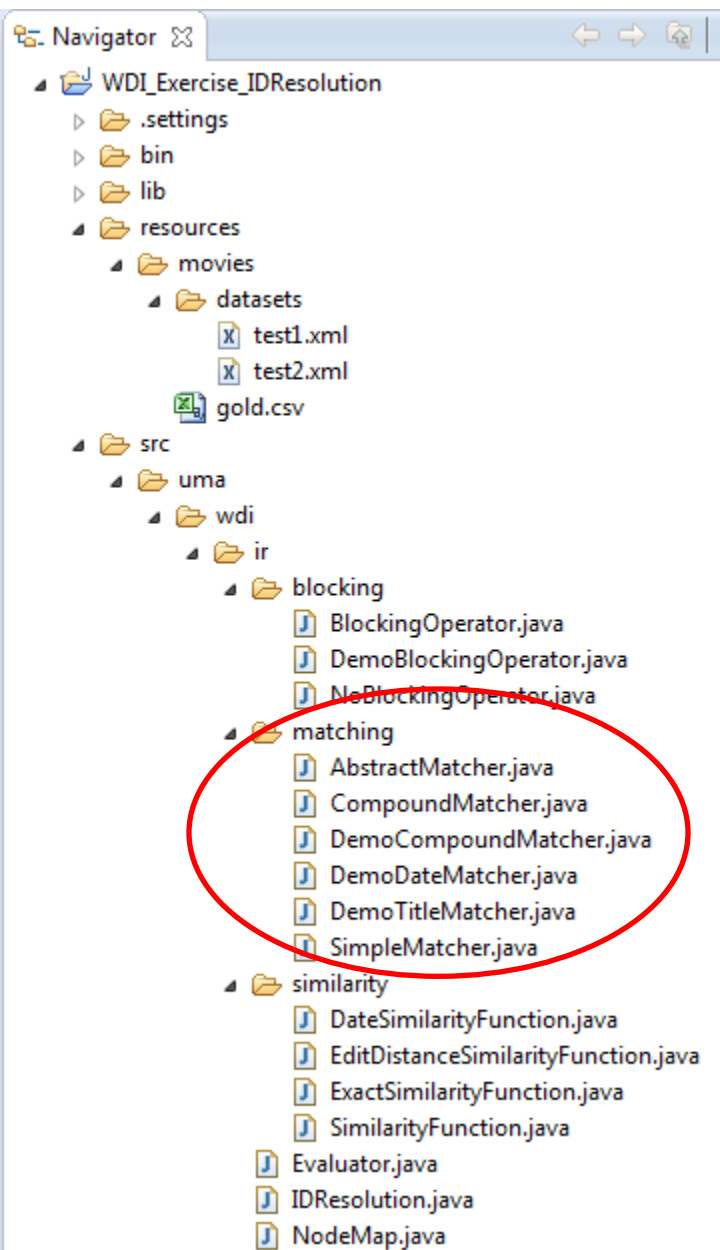 Navigator
WDI_Exercise_IDResolution
.settings
bin
lib
resources
movies
datasets
test1.xml
test2.xml
gold.csv
src
uma
wdi
ir
blocking
BlockingOperator.java
DemoBlockingOperator.java
NoBlockingOperator.java
matching
AbstractMatcher.java
CompoundMatcher.java
DemoCompoundMatcher.java
DemoDateMatcher.java
DemoTitleMatcher.java
SimpleMatcher.java
similarity
DateSimilarityFunction.java
EditDistanceSimilarityFunction.java
ExactSimilarityFunction.java
SimilarityFunction.java
Evaluator.java
IDResolution.java
NodeMap.java